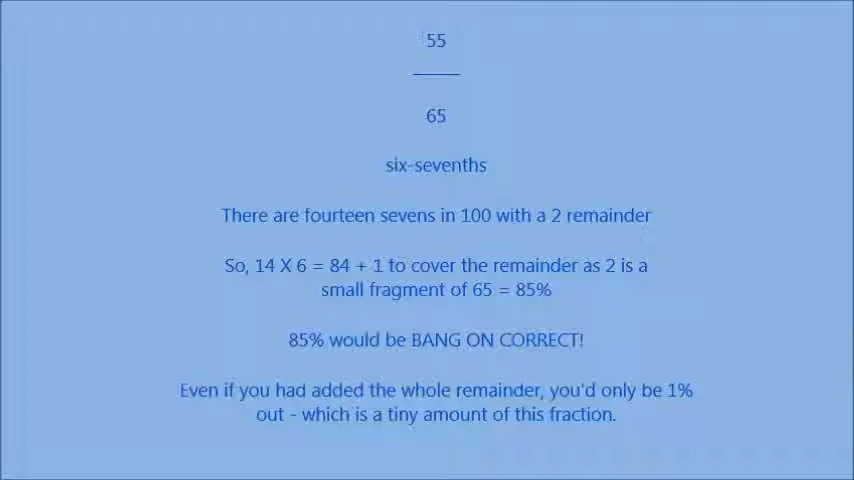 55
65
six-sevenths
There are fourteen sevens in 100 with a 2 remainder
So, 14 X 6 = 84 + 1 to cover the remainder as 2 is a
small fragment of 65 = 85%
85% would be BANG ON CORRECT!
Even if you had added the whole remainder, you'd only be 1%
out - which is a tiny amount of this fraction.